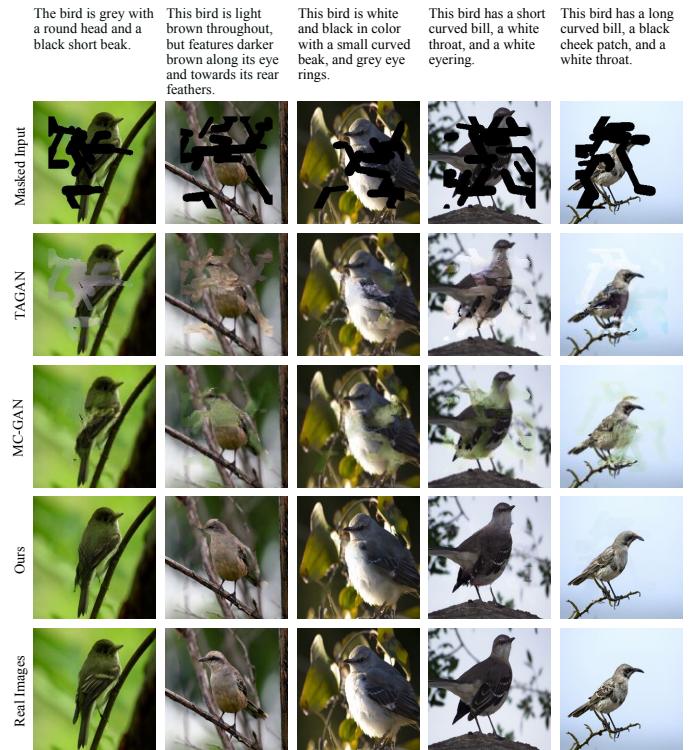 The bird is grey with
a round head and a
black short beak.
This bird is light
brown throughout,
but features darker
brown along its eye
and towards its rear
feathers.
This bird is white
and black in color
with a small curved
beak, and grey eye
rings.
This bird has a short
curved bill, a white
throat, and a white
eyering.
This bird has a long
curved bill, a black
cheek patch, and a
white throat.
Masked Input
TAGAN
MC-GAN
Ours
Real Images